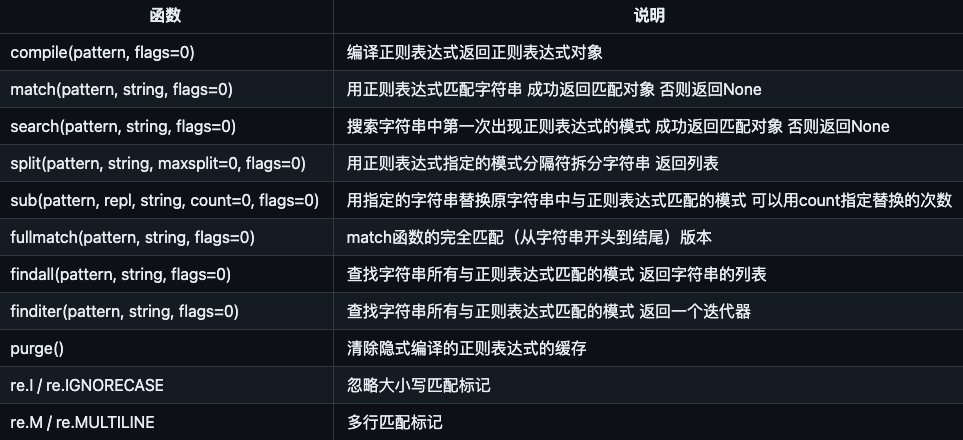 函数 说明
compile(pattern, flags=0) 编译正则表达式返回正则表达式对象
match(pattern, string, flags=0) 用正则表达式匹配字符串 成功返回匹配对象 否则返回None
search(pattern, string, flags=0) 搜索字符串中第一次出现正则表达式的模式 成功返回匹配对象 否则返回None
split(pattern, string, maxsplit=0, flags=0) 用正则表达式指定的模式分隔符拆分字符串 返回列表
sub(pattern, repl, string, count=0, flags=0) 用指定的字符串替换原字符串中与正则表达式匹配的模式 可以用count指定替换的次数
fullmatch(pattern, string, flags=0) match函数的完全匹配（从字符串开头到结尾）版本
findall(pattern, string, flags=0) 查找字符串所有与正则表达式匹配的模式 返回字符串的列表
finditer(pattern, string, flags=0) 查找字符串所有与正则表达式匹配的模式 返回一个迭代器
purge() 清除隐式编译的正则表达式的缓存
re.I / re.IGNORECASE 忽略大小写匹配标记
re.M / re.MULTILINE 多行匹配标记